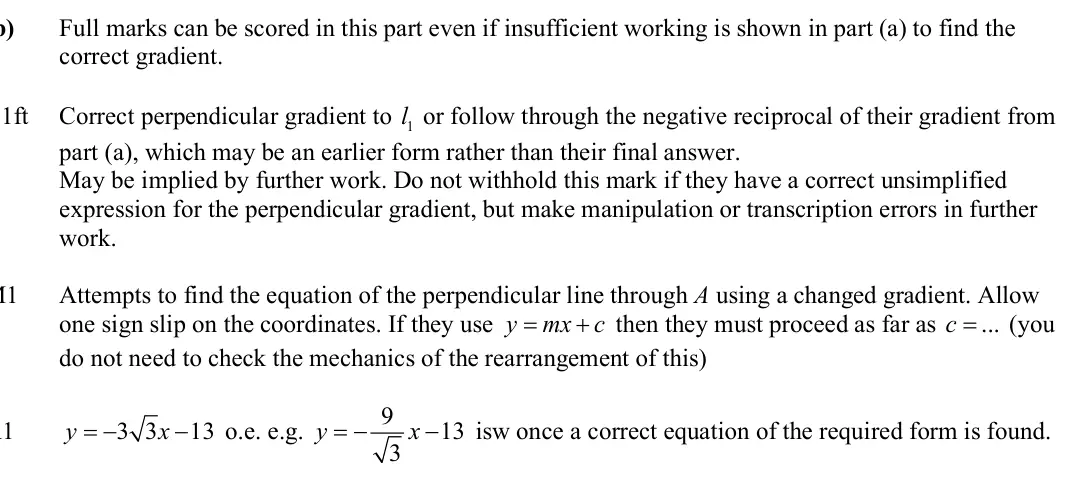 b) Full marks can be scored in this part even if insufficient working is shown in part (a) to find the
correct gradient.
1ft Correct perpendicular gradient to l₁ or follow through the negative reciprocal of their gradient from
part (a), which may be an earlier form rather than their final answer.
May be implied by further work. Do not withhold this mark if they have a correct unsimplified
expression for the perpendicular gradient, but make manipulation or transcription errors in further
work.
M1 Attempts to find the equation of the perpendicular line through A using a changed gradient. Allow
one sign slip on the coordinates. If they use y = mx + c then they must proceed as far as c = ... (you
do not need to check the mechanics of the rearrangement of this)
1 y = −3√3x − 13 o.e. e.g. y = −9/√3 x − 13 isw once a correct equation of the required form is found.